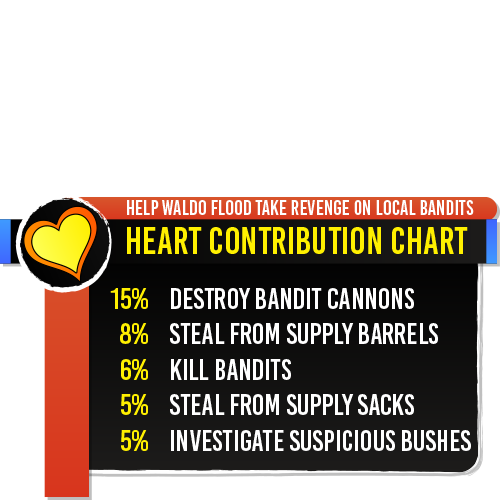 HELP WALDO FLOOD TAKE REVENGE ON LOCAL BANDITS
HEART CONTRIBUTION CHART
15% DESTROY BANDIT CANNONS
8% STEAL FROM SUPPLY BARRELS
6% KILL BANDITS
5% STEAL FROM SUPPLY SACKS
5% INVESTIGATE SUSPICIOUS BUSHES